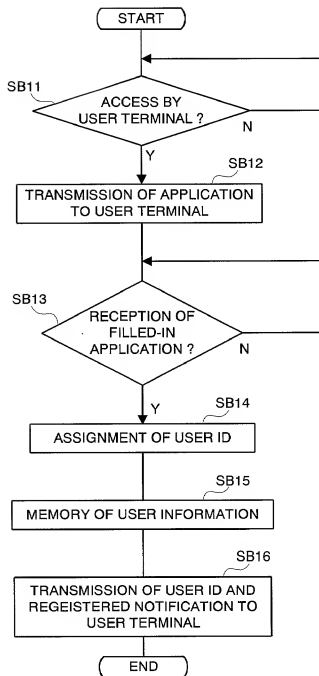 START
SB11
ACCESS BY
USER TERMINAL ?
N
Y
SB12
TRANSMISSION OF APPLICATION
TO USER TERMINAL
SB13
RECEPTION OF
FILLED-IN
APPLICATION ?
N
Y
SB14
ASSIGNMENT OF USER ID
SB15
MEMORY OF USER INFORMATION
SB16
TRANSMISSION OF USER ID AND
REGEISTERED NOTIFICATION TO
USER TERMINAL
END